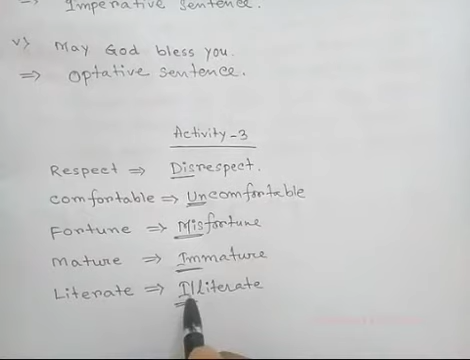 ⇒ Imperative sentence.
v) May God bless you.
⇒ Optative sentence.
Activity-3
Respect ⇒ Disrespect.
Comfortable ⇒ Uncomfortable
Fortune ⇒ Misfortune
Mature ⇒ Immature
Literate ⇒ Illiterate